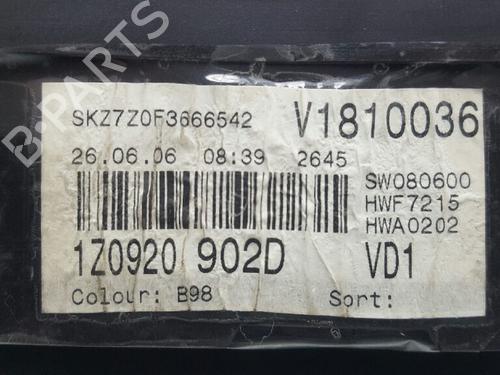 B-PARTS
SKZ7Z0F3666542 V1810036
26.06.06 08:39 2645 SW080600
HWF7215
HWA0202
1Z0920 902D VD1
Colour: B98 Sort: